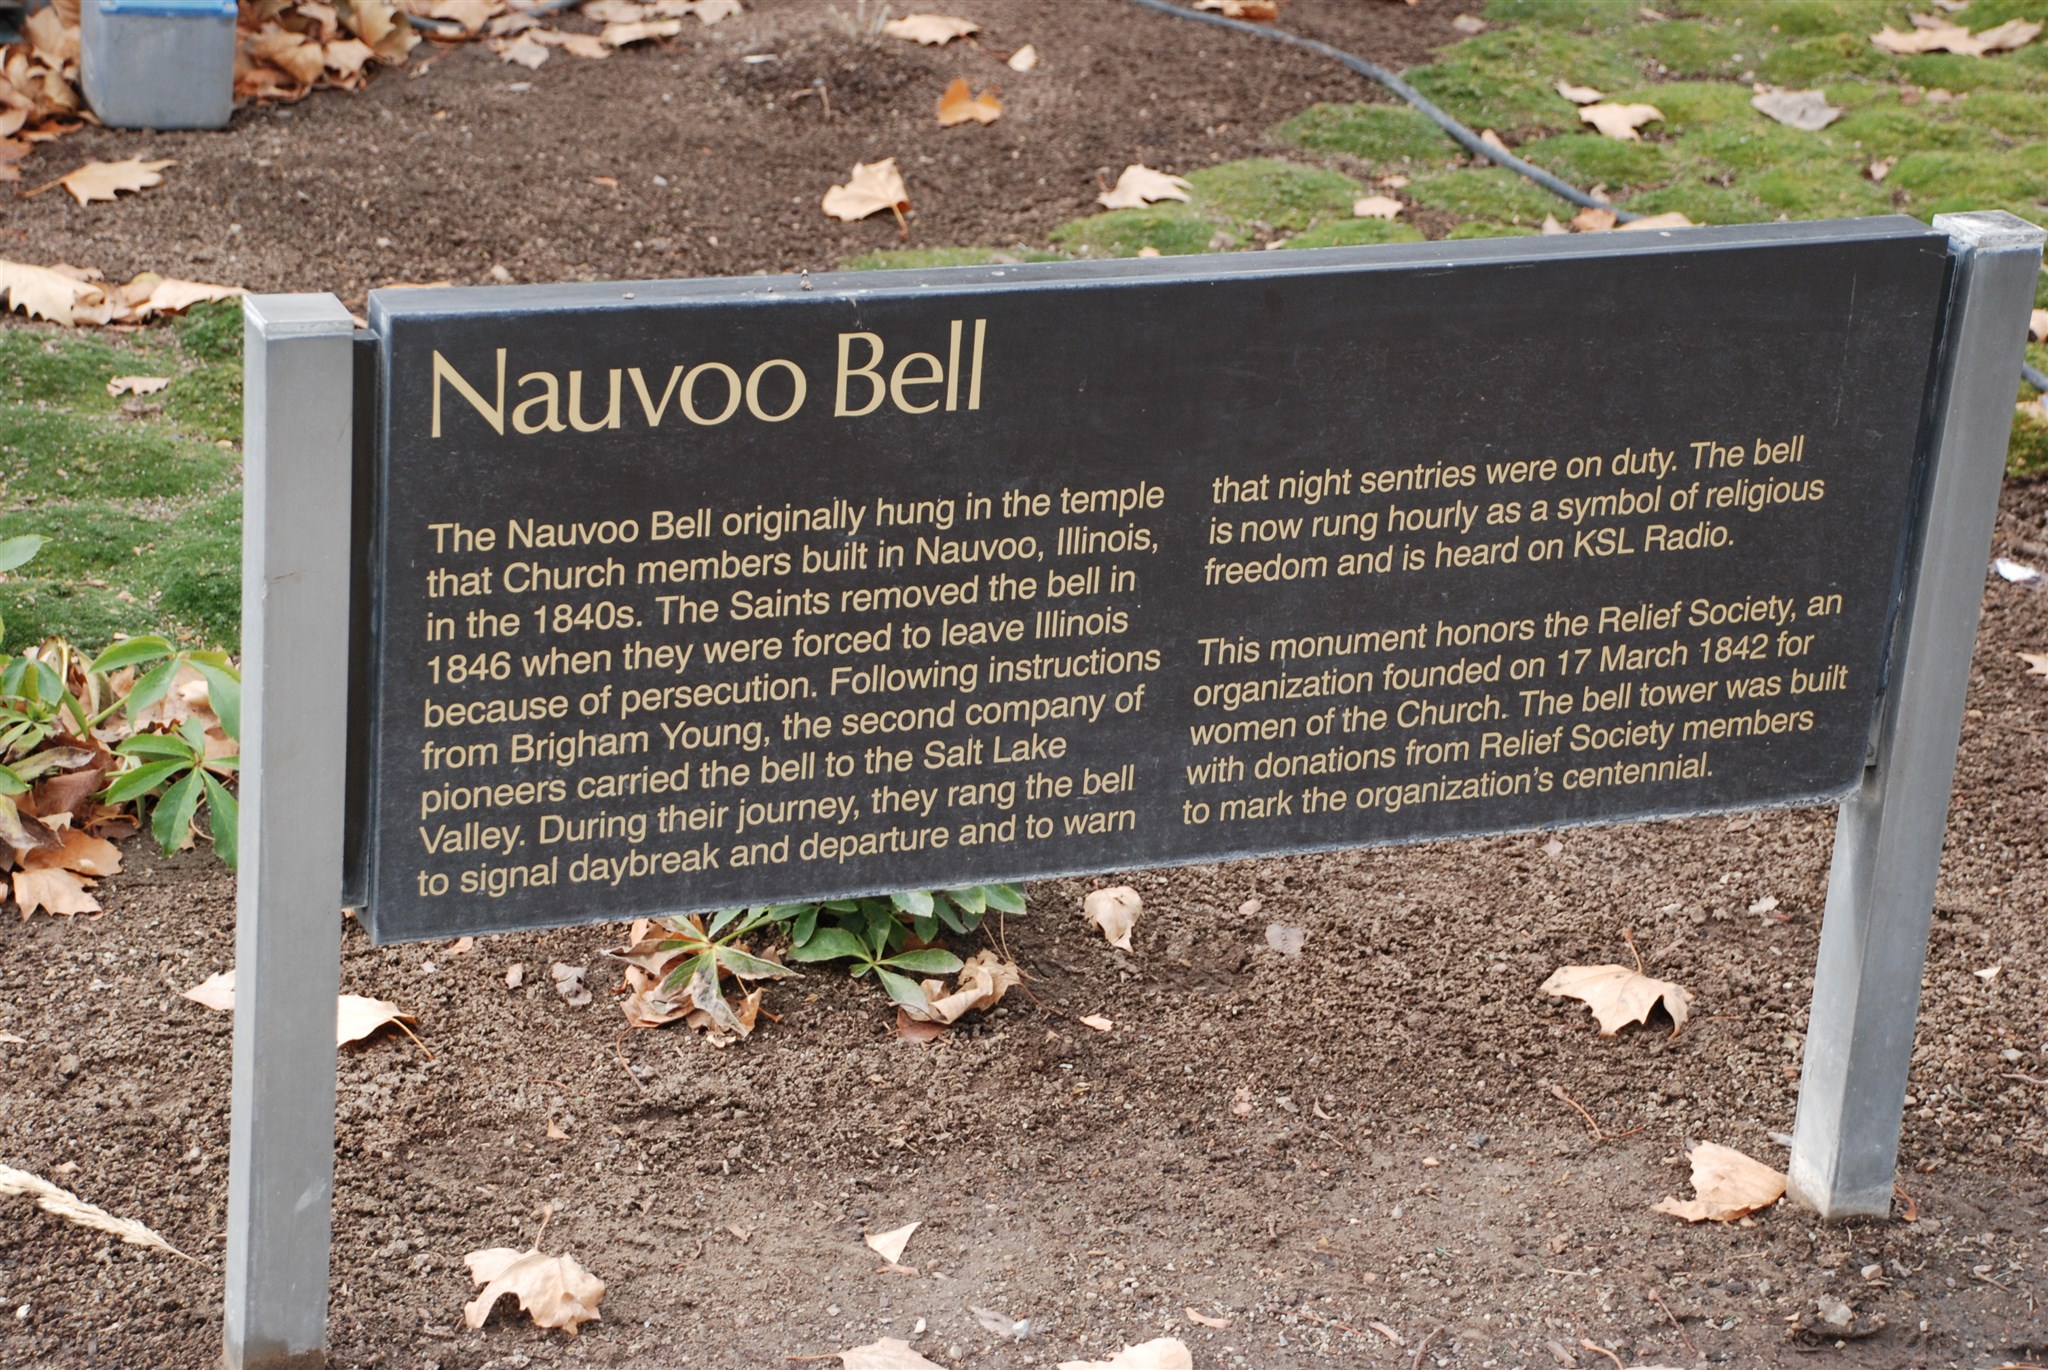 Nauvoo Bell
The Nauvoo Bell originally hung in the temple
that Church members built in Nauvoo, Illinois,
in the 1840s. The Saints removed the bell in
1846 when they were forced to leave Illinois
because of persecution. Following instructions
from Brigham Young, the second company of
pioneers carried the bell to the Salt Lake
Valley. During their journey, they rang the bell
to signal daybreak and departure and to warn
that night sentries were on duty. The bell
is now rung hourly as a symbol of religious
freedom and is heard on KSL Radio.
This monument honors the Relief Society, an
organization founded on 17 March 1842 for
women of the Church. The bell tower was built
with donations from Relief Society members
to mark the organization's centennial.